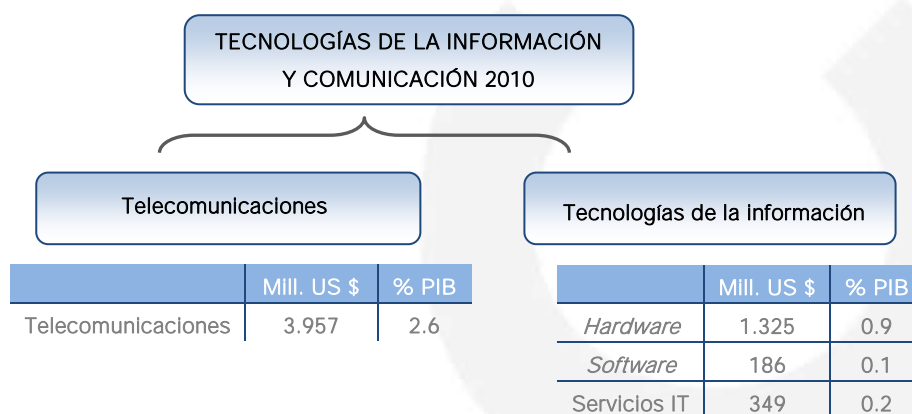 TECNOLOGÍAS DE LA INFORMACIÓN
Y COMUNICACIÓN 2010
Telecomunicaciones
Mill. US $ % PIB
Telecomunicaciones 3.957 2.6
Tecnologías de la información
Mill. US $ % PIB
Hardware 1.325 0.9
Software 186 0.1
Servicios IT 349 0.2